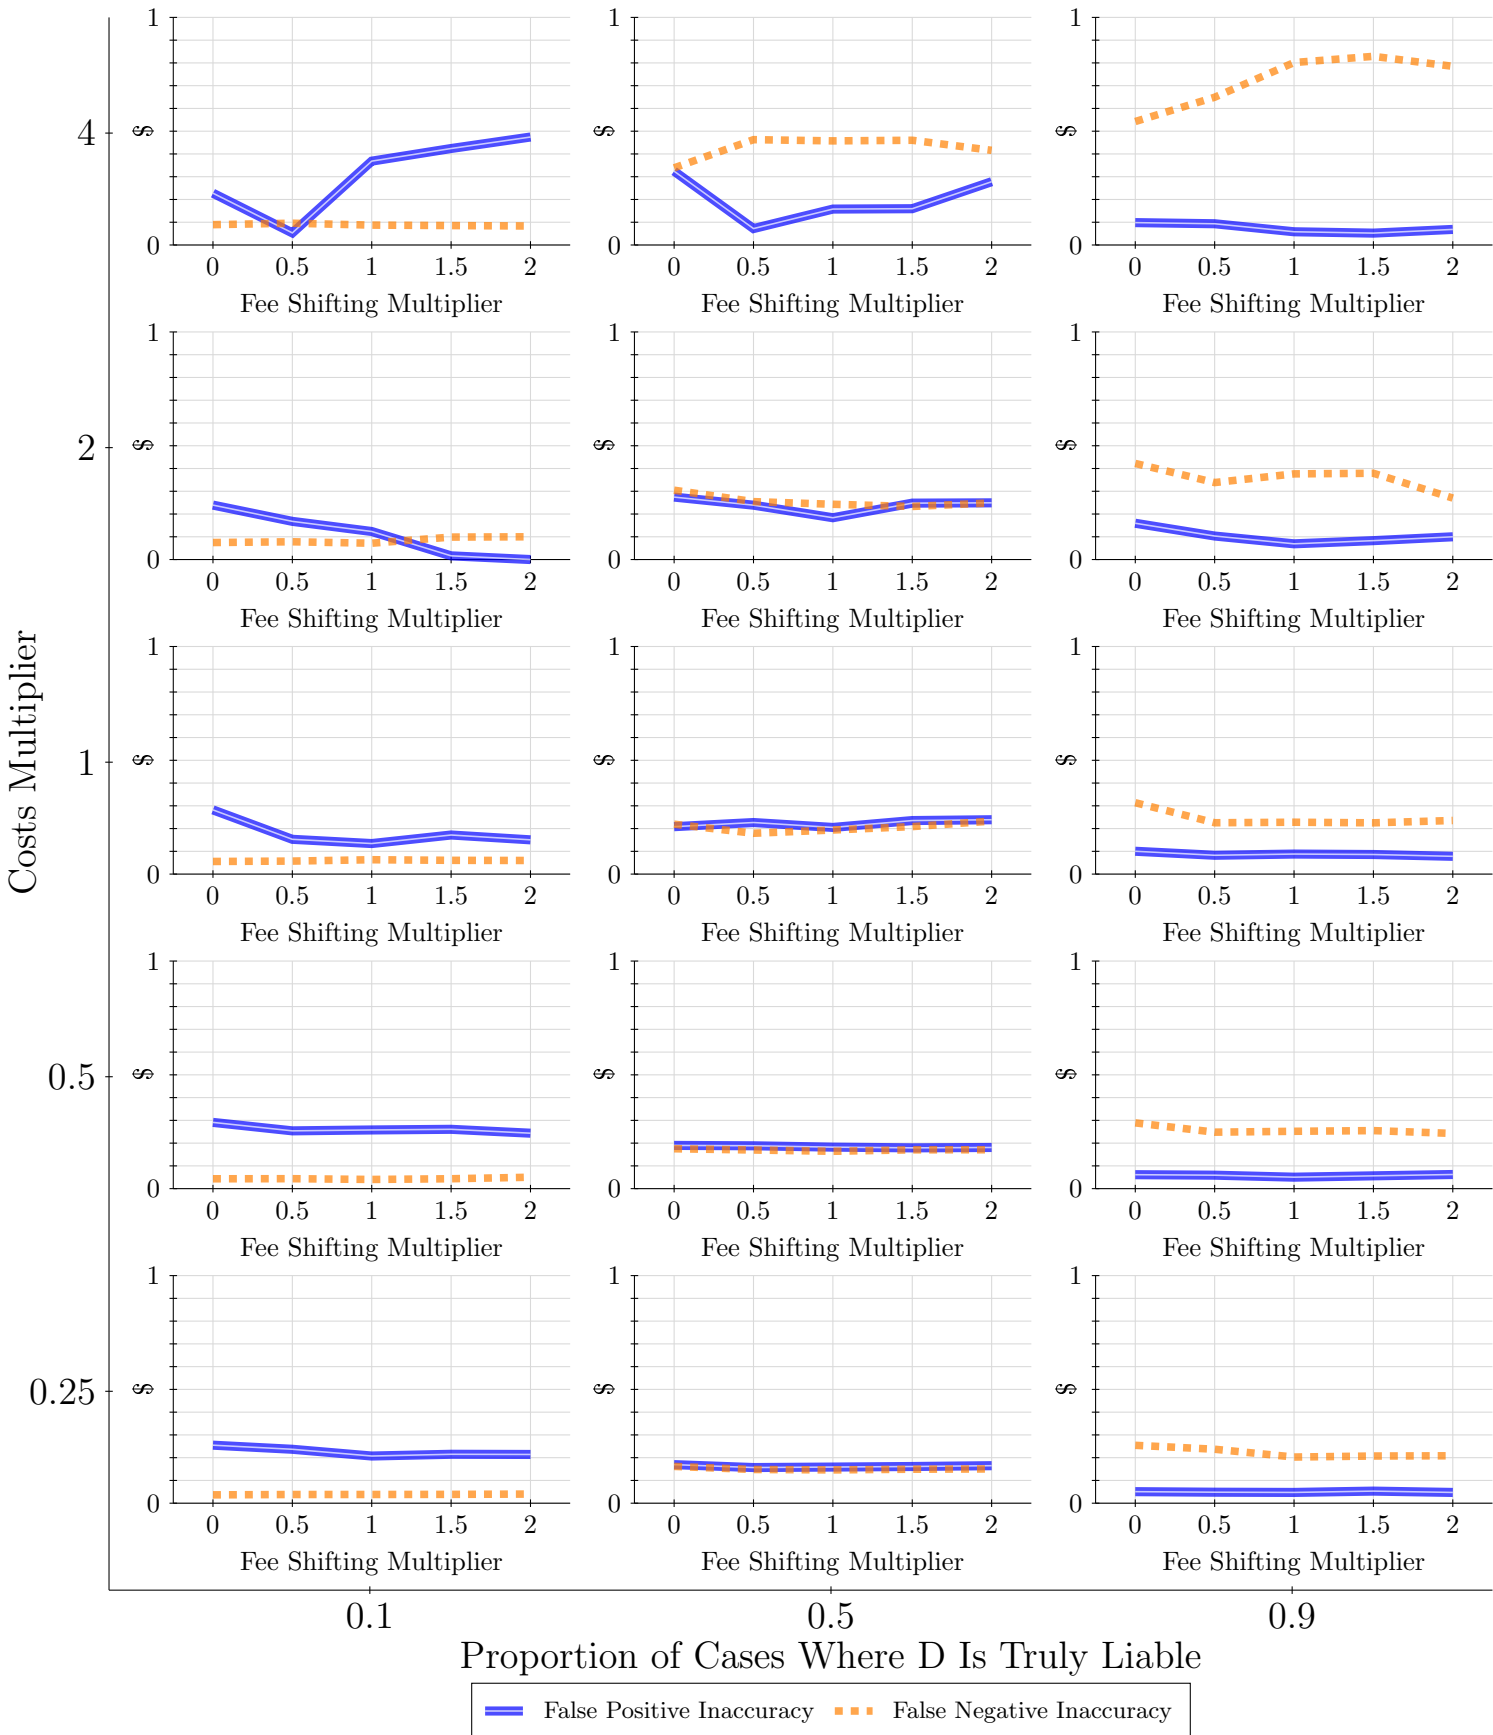 Costs Multiplier
4
1
$
0
0 0.5 1 1.5 2
Fee Shifting Multiplier
1
$
0
0 0.5 1 1.5 2
Fee Shifting Multiplier
1
$
0
0 0.5 1 1.5 2
Fee Shifting Multiplier
2
1
$
0
0 0.5 1 1.5 2
Fee Shifting Multiplier
1
$
0
0 0.5 1 1.5 2
Fee Shifting Multiplier
1
$
0
0 0.5 1 1.5 2
Fee Shifting Multiplier
1
1
$
0
0 0.5 1 1.5 2
Fee Shifting Multiplier
1
$
0
0 0.5 1 1.5 2
Fee Shifting Multiplier
1
$
0
0 0.5 1 1.5 2
Fee Shifting Multiplier
0.5
1
$
0
0 0.5 1 1.5 2
Fee Shifting Multiplier
1
$
0
0 0.5 1 1.5 2
Fee Shifting Multiplier
1
$
0
0 0.5 1 1.5 2
Fee Shifting Multiplier
0.25
1
$
0
0 0.5 1 1.5 2
Fee Shifting Multiplier
1
$
0
0 0.5 1 1.5 2
Fee Shifting Multiplier
1
$
0
0 0.5 1 1.5 2
Fee Shifting Multiplier
0.1 0.5 0.9
Proportion of Cases Where D Is Truly Liable
False Positive Inaccuracy False Negative Inaccuracy